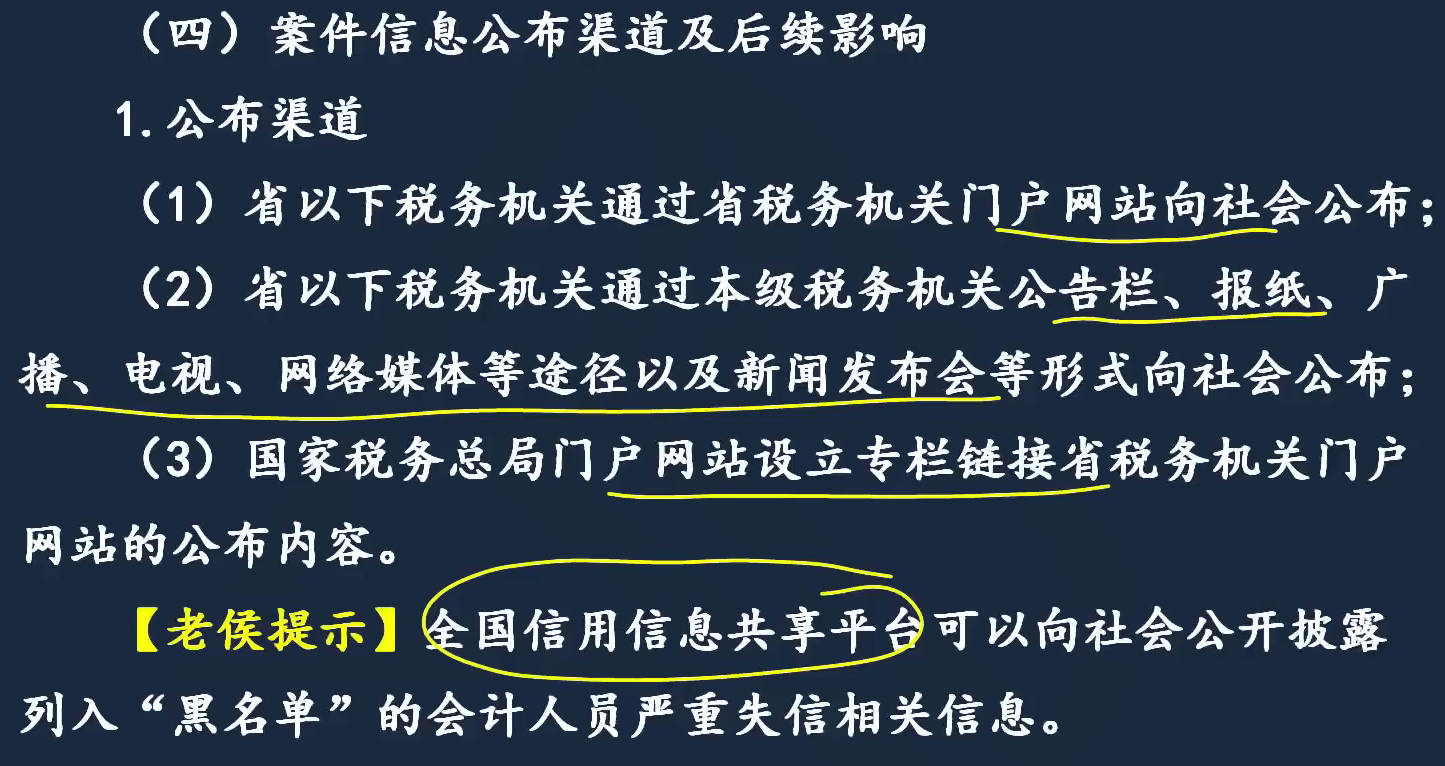 （四）案件信息公布渠道及后续影响
1.公布渠道
（1）省以下税务机关通过省税务机关门户网站向社会公布；
（2）省以下税务机关通过本级税务机关公告栏、报纸、广
播、电视、网络媒体等途径以及新闻发布会等形式向社会公布；
（3）国家税务总局门户网站设立专栏链接省税务机关门户
网站的公布内容。
【老侯提示】全国信用信息共享平台可以向社会公开披露
列入“黑名单”的会计人员严重失信相关信息。